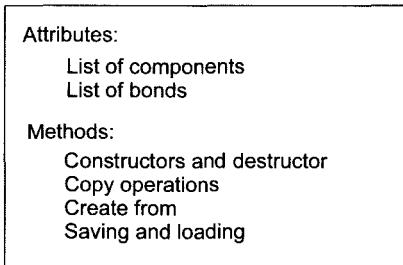 Attributes:
List of components
List of bonds
Methods:
Constructors and destructor
Copy operations
Create from
Saving and loading